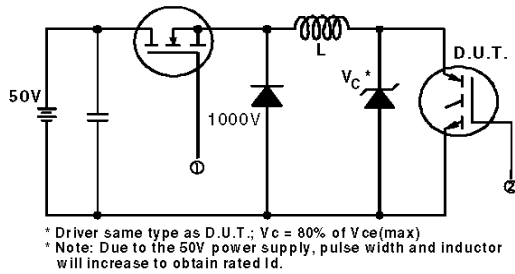 L
D.U.T.
VC *
50V
1000V
1
2
* Driver same type as D.U.T.; Vc = 80% of Vce(max)
* Note: Due to the 50V power supply, pulse width and inductor
will increase to obtain rated Id.